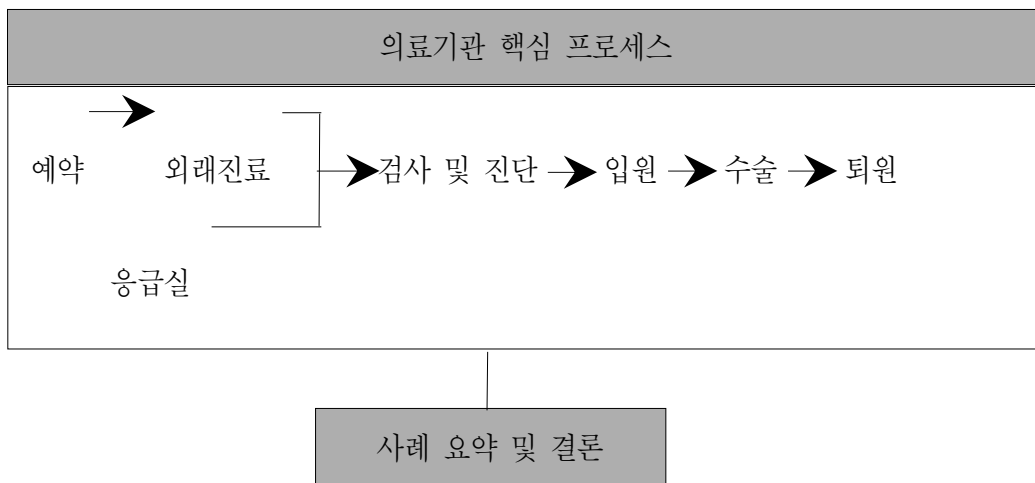 의료기관 핵심 프로세스
예약 외래진료 검사 및 진단 입원 수술 퇴원
응급실
사례 요약 및 결론